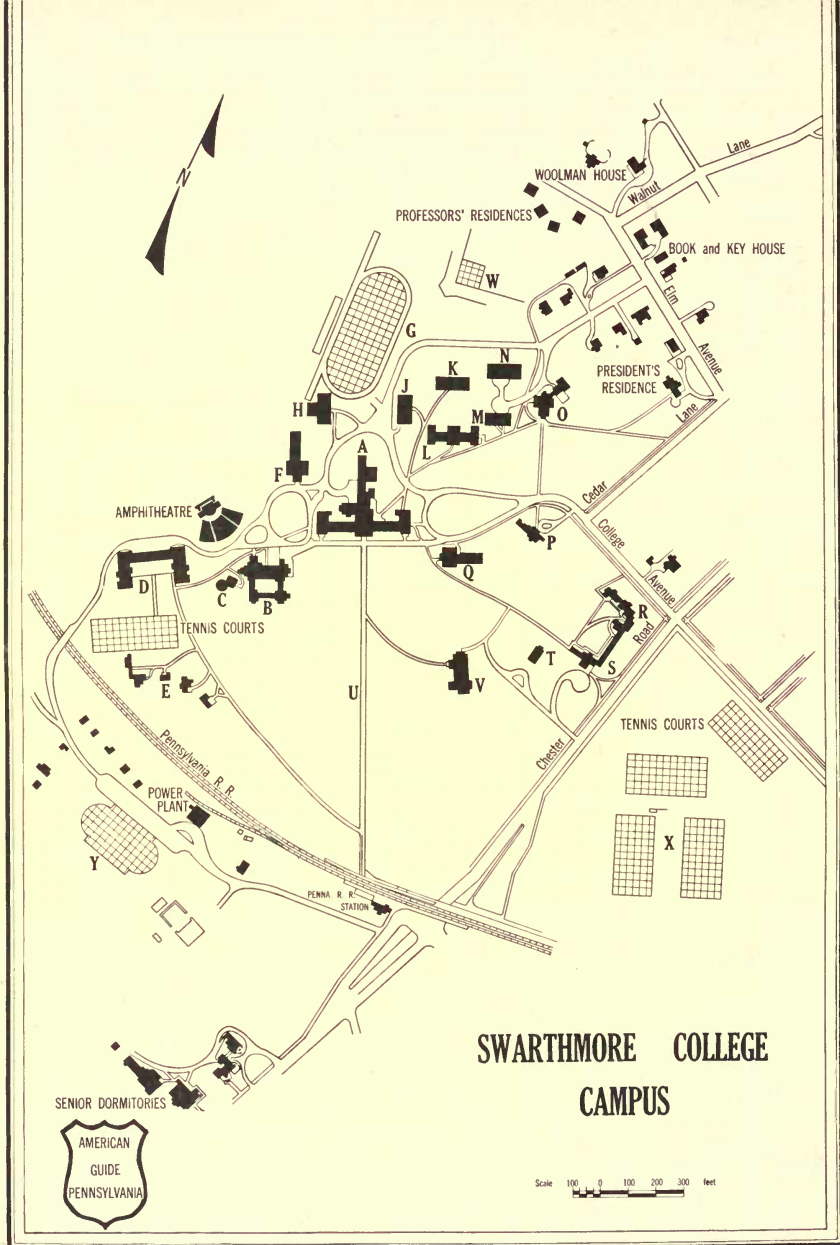 N
WOOLMAN HOUSE
Lane
Walnut
PROFESSORS' RESIDENCES
BOOK and KEY HOUSE
W
Elm
Avenue
G
N
K
PRESIDENT'S
RESIDENCE
J
H
M
O
L
Lane
A
Cedar
F
AMPHITHEATRE
College
Avenue
P
Q
D
C
B
R
Road
TENNIS COURTS
T
S
E
V
U
TENNIS COURTS
Chester
Pennsylvania R. R.
POWER
PLANT
X
Y
PENNA. R. R.
STATION
SWARTHMORE COLLEGE
CAMPUS
SENIOR DORMITORIES
AMERICAN
GUIDE
PENNSYLVANIA
Scale 100 0 100 200 300 feet